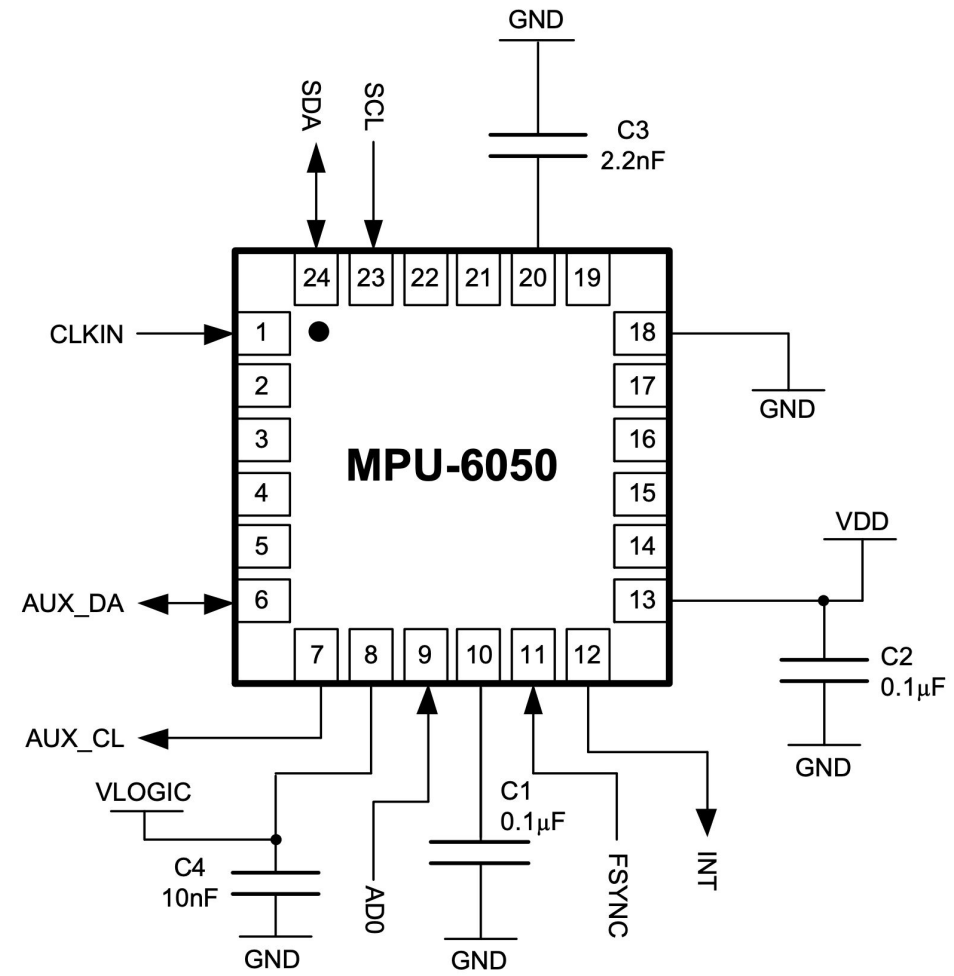 GND
SDA
SCL
C3
2.2nF
24
23
22
21
20
19
CLKIN
1
18
2
17
GND
3
16
MPU-6050
4
15
VDD
5
14
AUX_DA
6
13
7
8
9
10
11
12
C2
0.1μF
AUX_CL
GND
VLOGIC
C1
0.1μF
C4
10nF
AD0
FSYNC
INT
GND
GND